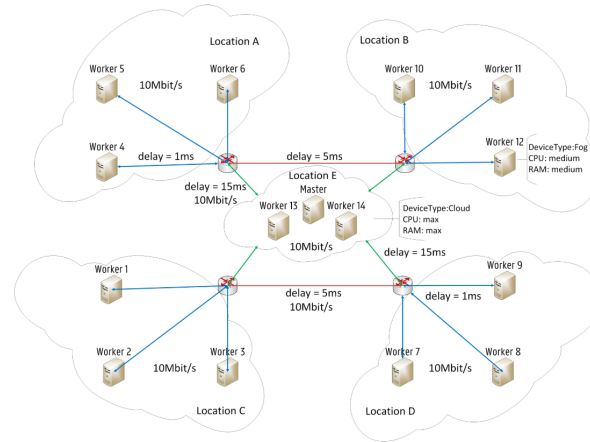 Location A
Location B
Worker 5
Worker 6
Worker 10
Worker 11
10Mbit/s
10Mbit/s
Worker 4
Worker 12
DeviceType:Fog
CPU: medium
RAM: medium
delay = 1ms
delay = 5ms
delay = 15ms
10Mbit/s
Location E
Master
Worker 13
Worker 14
DeviceType:Cloud
CPU: max
RAM: max
10Mbit/s
delay = 15ms
Worker 1
Worker 9
delay = 5ms
10Mbit/s
delay = 1ms
Worker 2
Worker 3
Worker 7
Worker 8
10Mbit/s
10Mbit/s
Location C
Location D